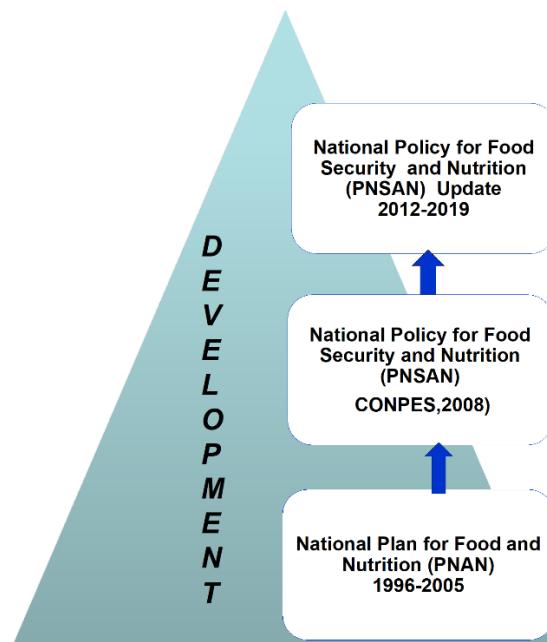 National Policy for Food
Security and Nutrition
(PNSAN) Update
2012-2019
DEVELOPMENT
National Policy for Food
Security and Nutrition
(PNSAN)
CONPES,2008)
National Plan for Food and
Nutrition (PNAN)
1996-2005